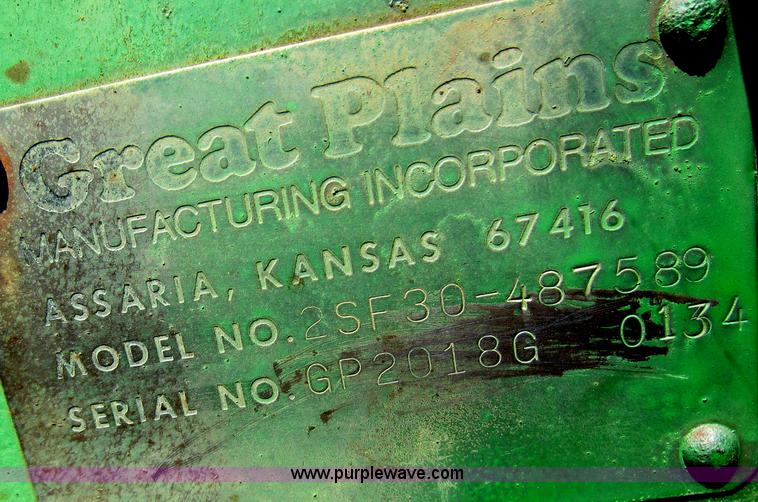 Great Plains
MANUFACTURING INCORPORATED
ASSARIA, KANSAS 67416
MODEL NO. 2SF30-487589
SERIAL NO. GP2018G 0134
www.purplewave.com